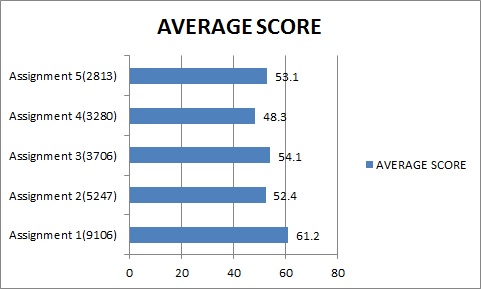 AVERAGE SCORE
Assignment 5(2813) 53.1
Assignment 4(3280) 48.3
Assignment 3(3706) 54.1
AVERAGE SCORE
Assignment 2(5247) 52.4
Assignment 1(9106) 61.2
0 20 40 60 80